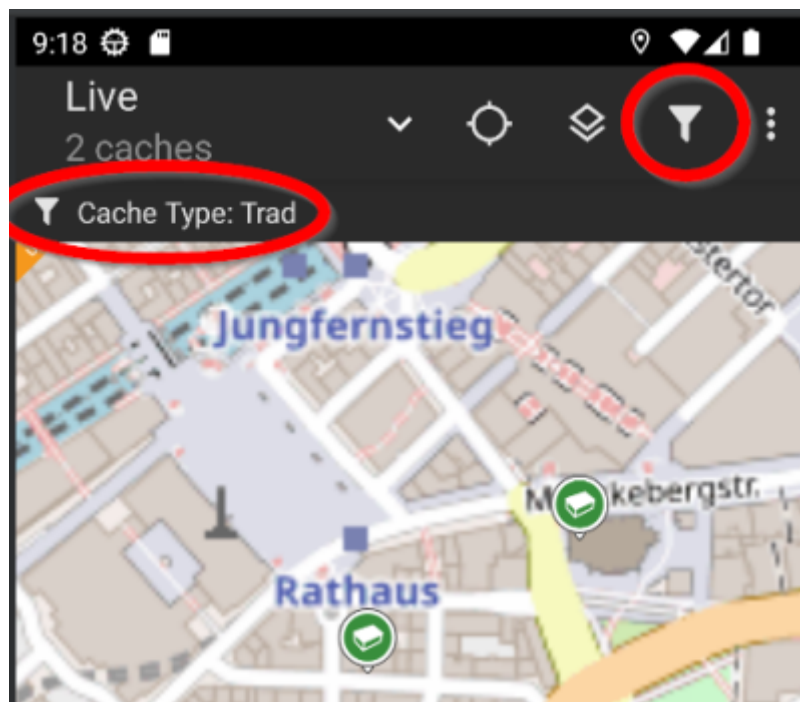 9:18
Live
2 caches
Cache Type: Trad
stertor
Jungfernstieg
kebergstr.
Rathaus